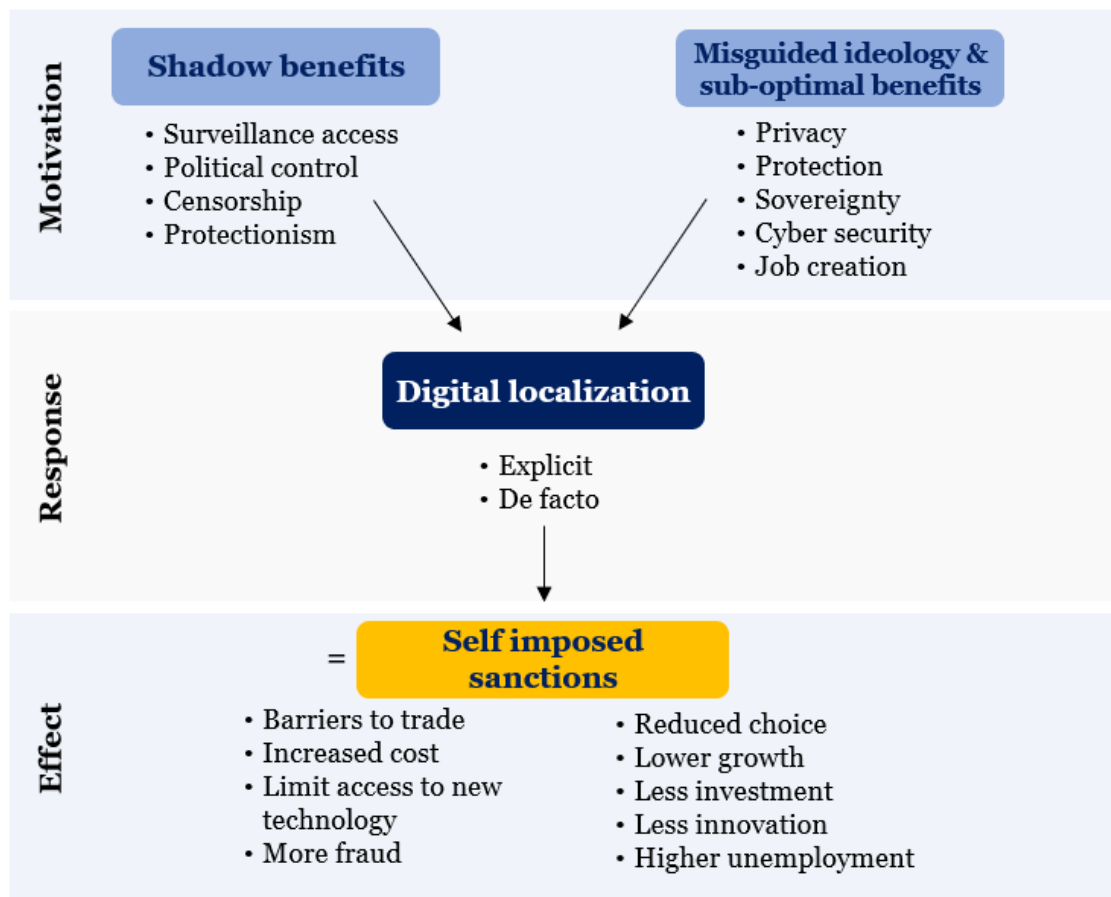 Motivation
Shadow benefits
• Surveillance access
• Political control
• Censorship
• Protectionism
Misguided ideology &
sub-optimal benefits
• Privacy
• Protection
• Sovereignty
• Cyber security
• Job creation
Response
Digital localization
• Explicit
• De facto
Effect
=
Self imposed
sanctions
• Barriers to trade
• Increased cost
• Limit access to new
technology
• More fraud
• Reduced choice
• Lower growth
• Less investment
• Less innovation
• Higher unemployment